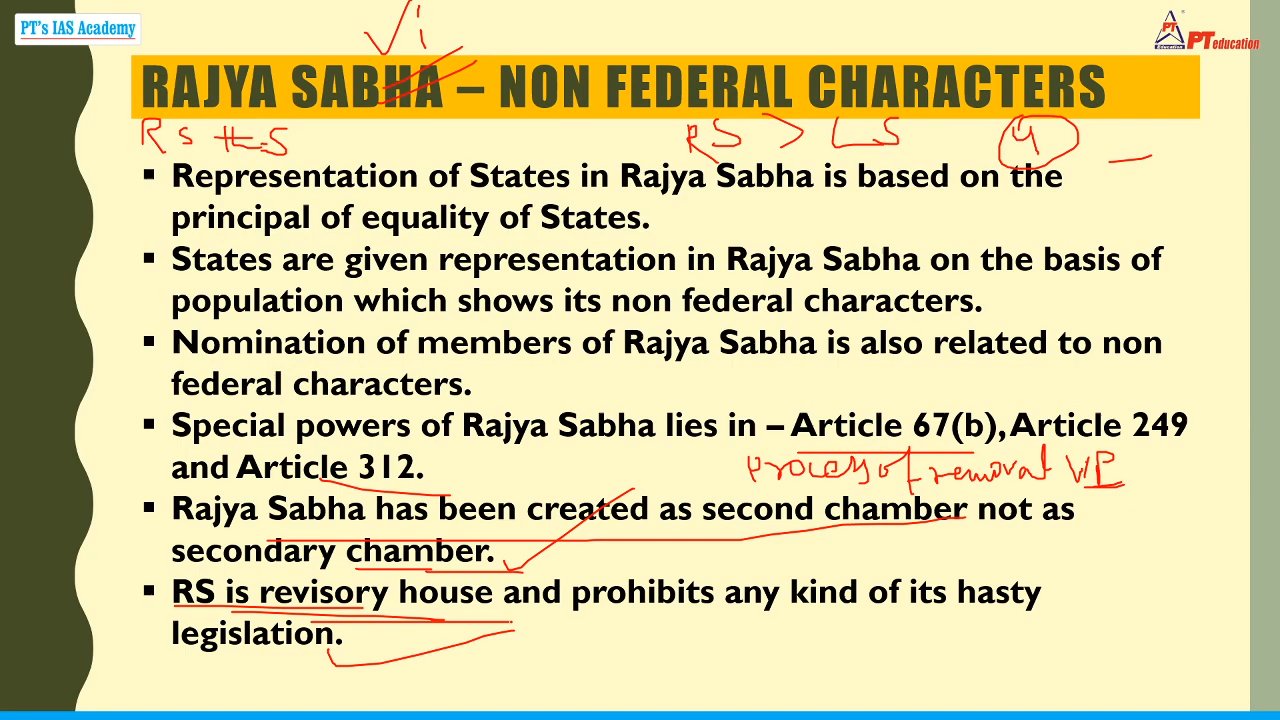 PT's IAS Academy
PT
Education
PT education
RAJYA SABHA – NON FEDERAL CHARACTERS
RS
RS > LS 4
▪ Representation of States in Rajya Sabha is based on the
principal of equality of States.
▪ States are given representation in Rajya Sabha on the basis of
population which shows its non federal characters.
▪ Nomination of members of Rajya Sabha is also related to non
federal characters.
▪ Special powers of Rajya Sabha lies in – Article 67(b), Article 249
and Article 312.
Process of removal VP
▪ Rajya Sabha has been created as second chamber not as
secondary chamber.
▪ RS is revisory house and prohibits any kind of its hasty
legislation.